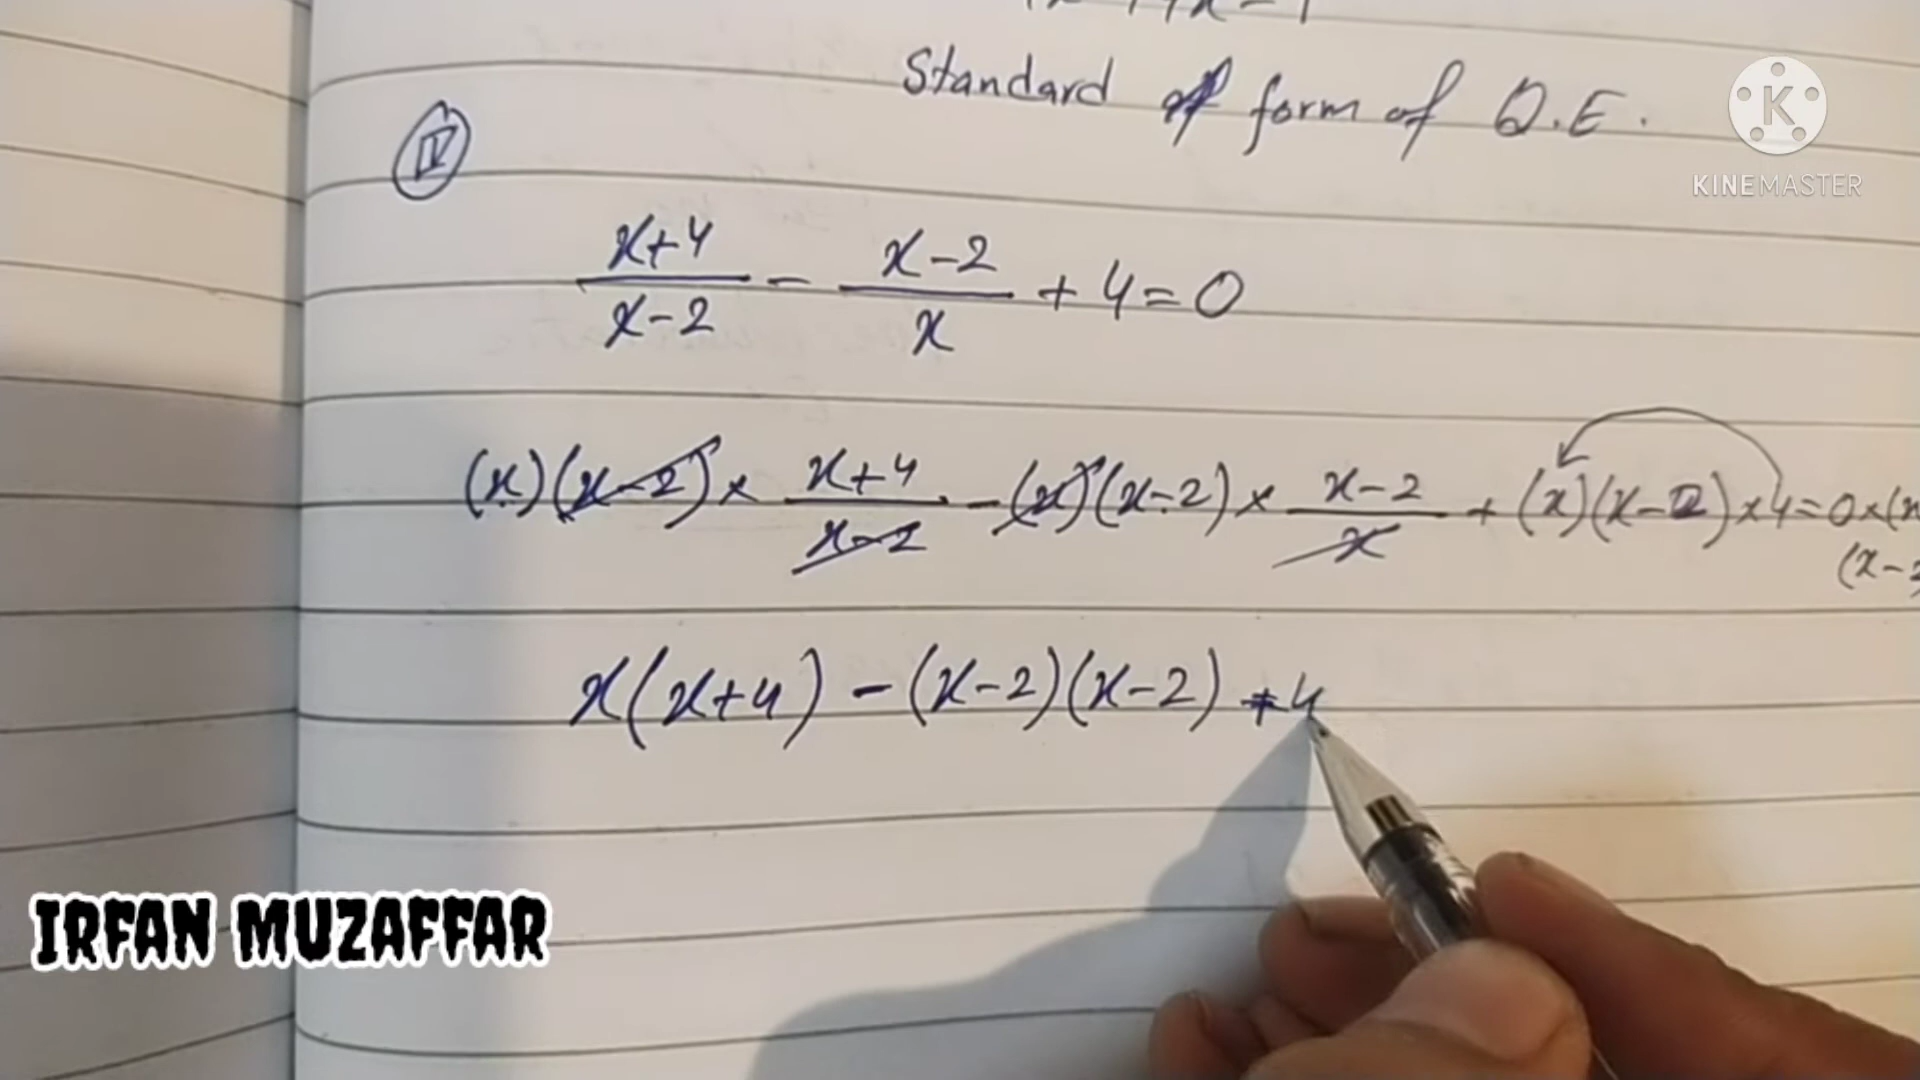 Standard form of Q.E.
KINEMASTER
IV
x+4/x-2 - x-2/x + 4=0
(x)(x-2)× x+4/x-2 -(x)(x-2)× x-2/x +(x)(x-2)×4=0×(x
(x-2
x(x+4) -(x-2)(x-2) +4
IRFAN MUZAFFAR